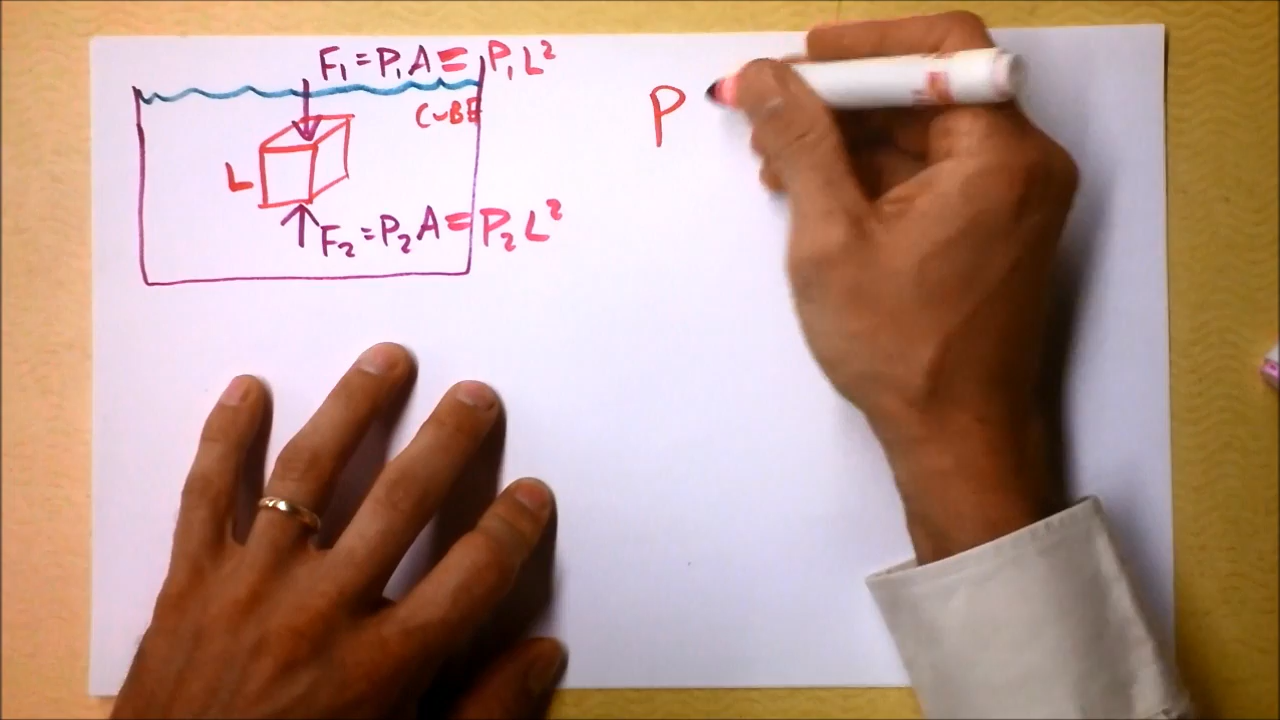 F₁ = P₁A = P₁L²
CUBE
L
F₂ = P₂A = P₂L²
P